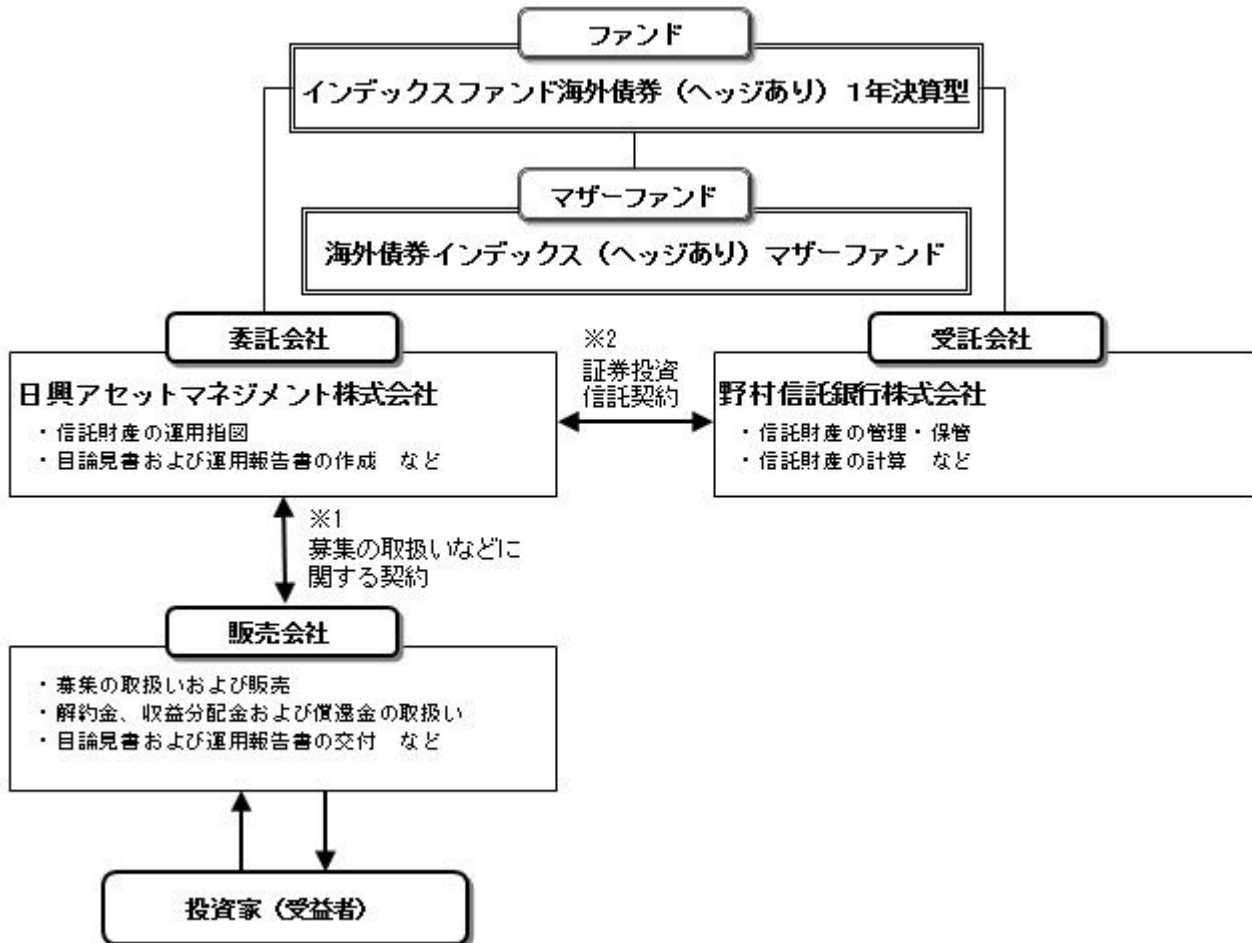 ファンド
インデックスファンド海外債券（ヘッジあり）１年決算型
マザーファンド
海外債券インデックス（ヘッジあり）マザーファンド
委託会社
日興アセットマネジメント株式会社
・信託財産の運用指図
・目論見書および運用報告書の作成　など
※2
証券投資
信託契約
受託会社
野村信託銀行株式会社
・信託財産の管理・保管
・信託財産の計算　など
※1
募集の取扱いなどに
関する契約
販売会社
・募集の取扱いおよび販売
・解約金、収益分配金および償還金の取扱い
・目論見書および運用報告書の交付　など
投資家（受益者）